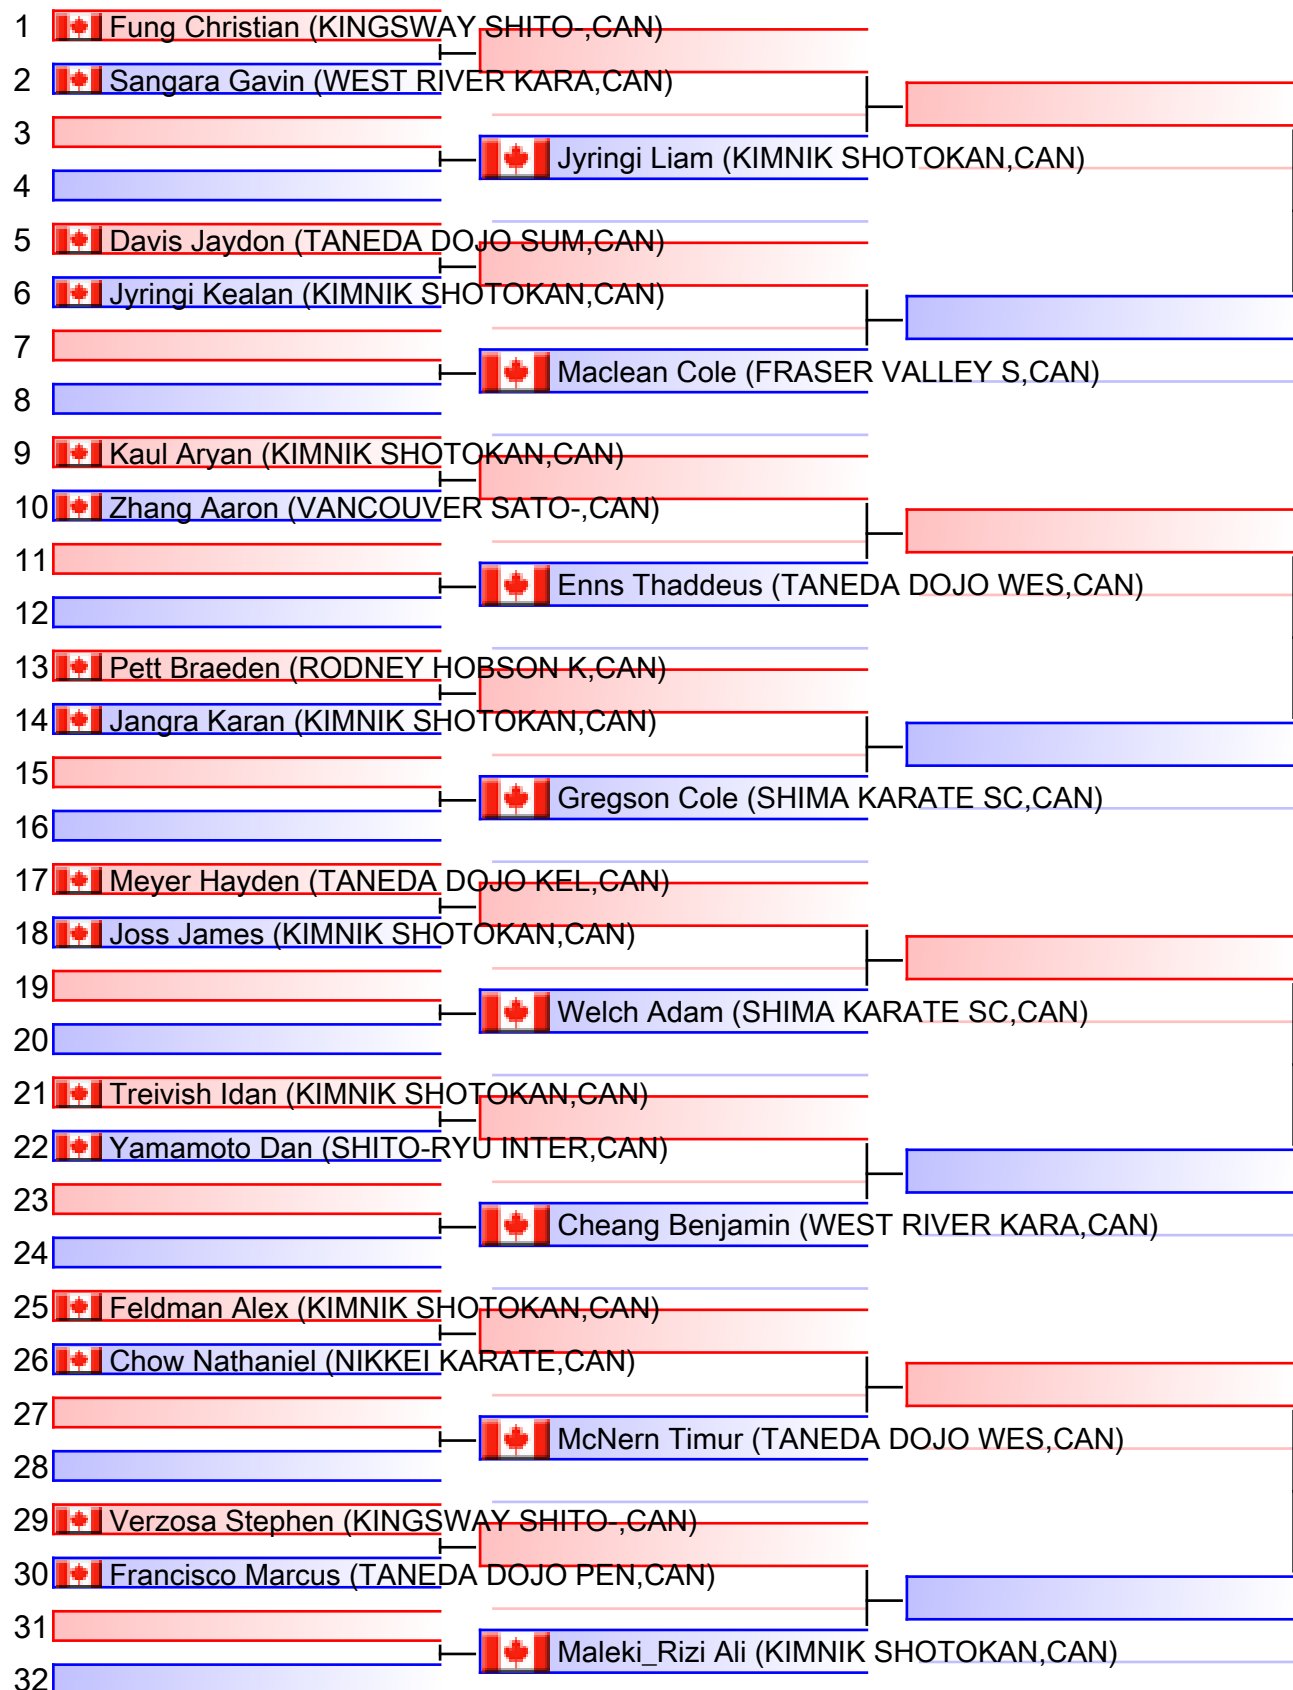 1 Fung Christian (KINGSWAY SHITO-,CAN)
2 Sangara Gavin (WEST RIVER KARA,CAN)
3
Jyringi Liam (KIMNIK SHOTOKAN,CAN)
4
5 Davis Jaydon (TANEDA DOJO SUM,CAN)
6 Jyringi Kealan (KIMNIK SHOTOKAN,CAN)
7
Maclean Cole (FRASER VALLEY S,CAN)
8
9 Kaul Aryan (KIMNIK SHOTOKAN,CAN)
10 Zhang Aaron (VANCOUVER SATO-,CAN)
11
Enns Thaddeus (TANEDA DOJO WES,CAN)
12
13 Pett Braeden (RODNEY HOBSON K,CAN)
14 Jangra Karan (KIMNIK SHOTOKAN,CAN)
15
Gregson Cole (SHIMA KARATE SC,CAN)
16
17 Meyer Hayden (TANEDA DOJO KEL,CAN)
18 Joss James (KIMNIK SHOTOKAN,CAN)
19
Welch Adam (SHIMA KARATE SC,CAN)
20
21 Treivish Idan (KIMNIK SHOTOKAN,CAN)
22 Yamamoto Dan (SHITO-RYU INTER,CAN)
23
Cheang Benjamin (WEST RIVER KARA,CAN)
24
25 Feldman Alex (KIMNIK SHOTOKAN,CAN)
26 Chow Nathaniel (NIKKEI KARATE,CAN)
27
McNern Timur (TANEDA DOJO WES,CAN)
28
29 Verzosa Stephen (KINGSWAY SHITO-,CAN)
30 Francisco Marcus (TANEDA DOJO PEN,CAN)
31
Maleki_Rizi Ali (KIMNIK SHOTOKAN,CAN)
32